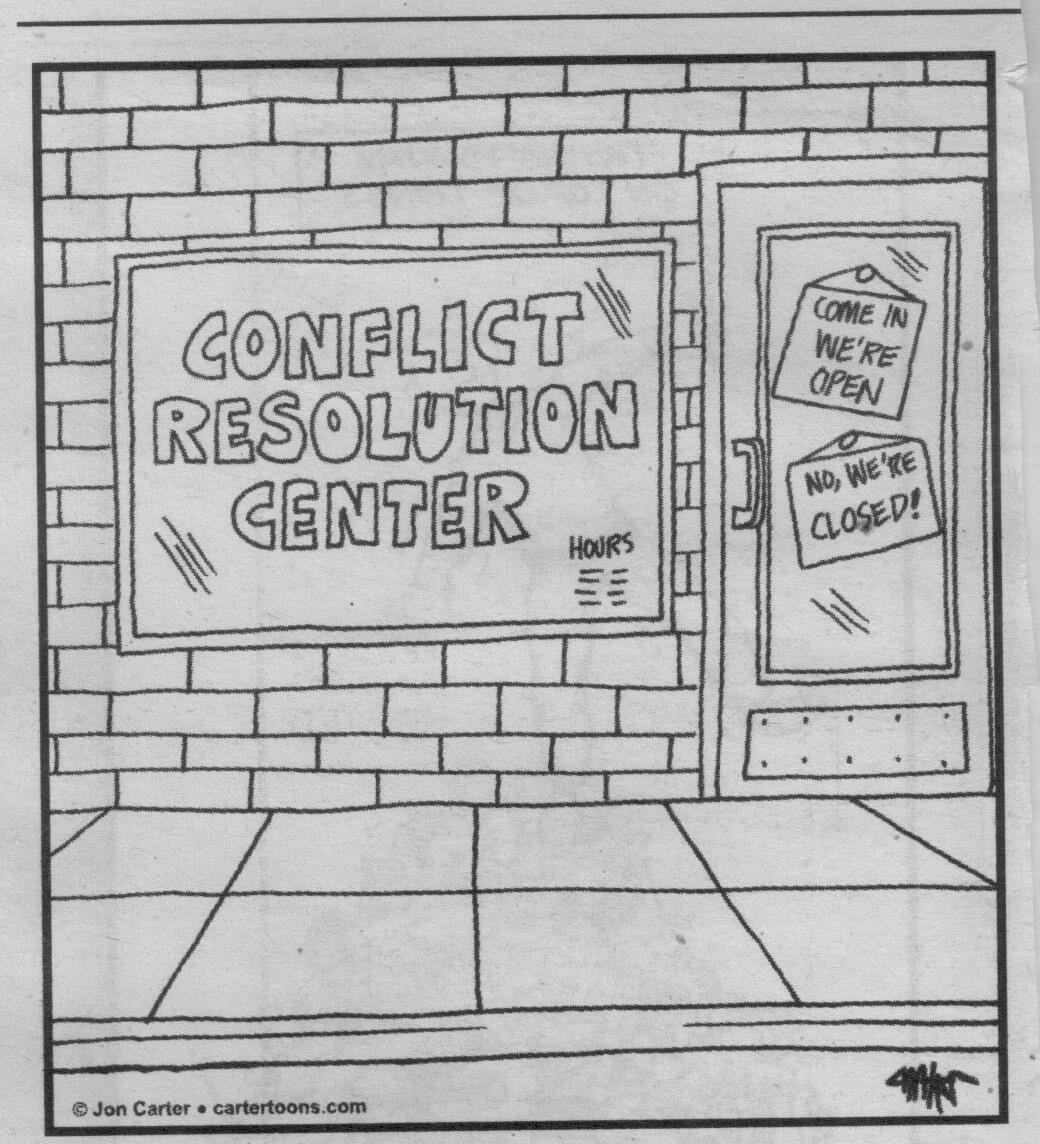 CONFLICT
RESOLUTION
CENTER
HOURS
COME IN
WE'RE
OPEN
NO, WE'RE
CLOSED!
© Jon Carter • cartertoons.com